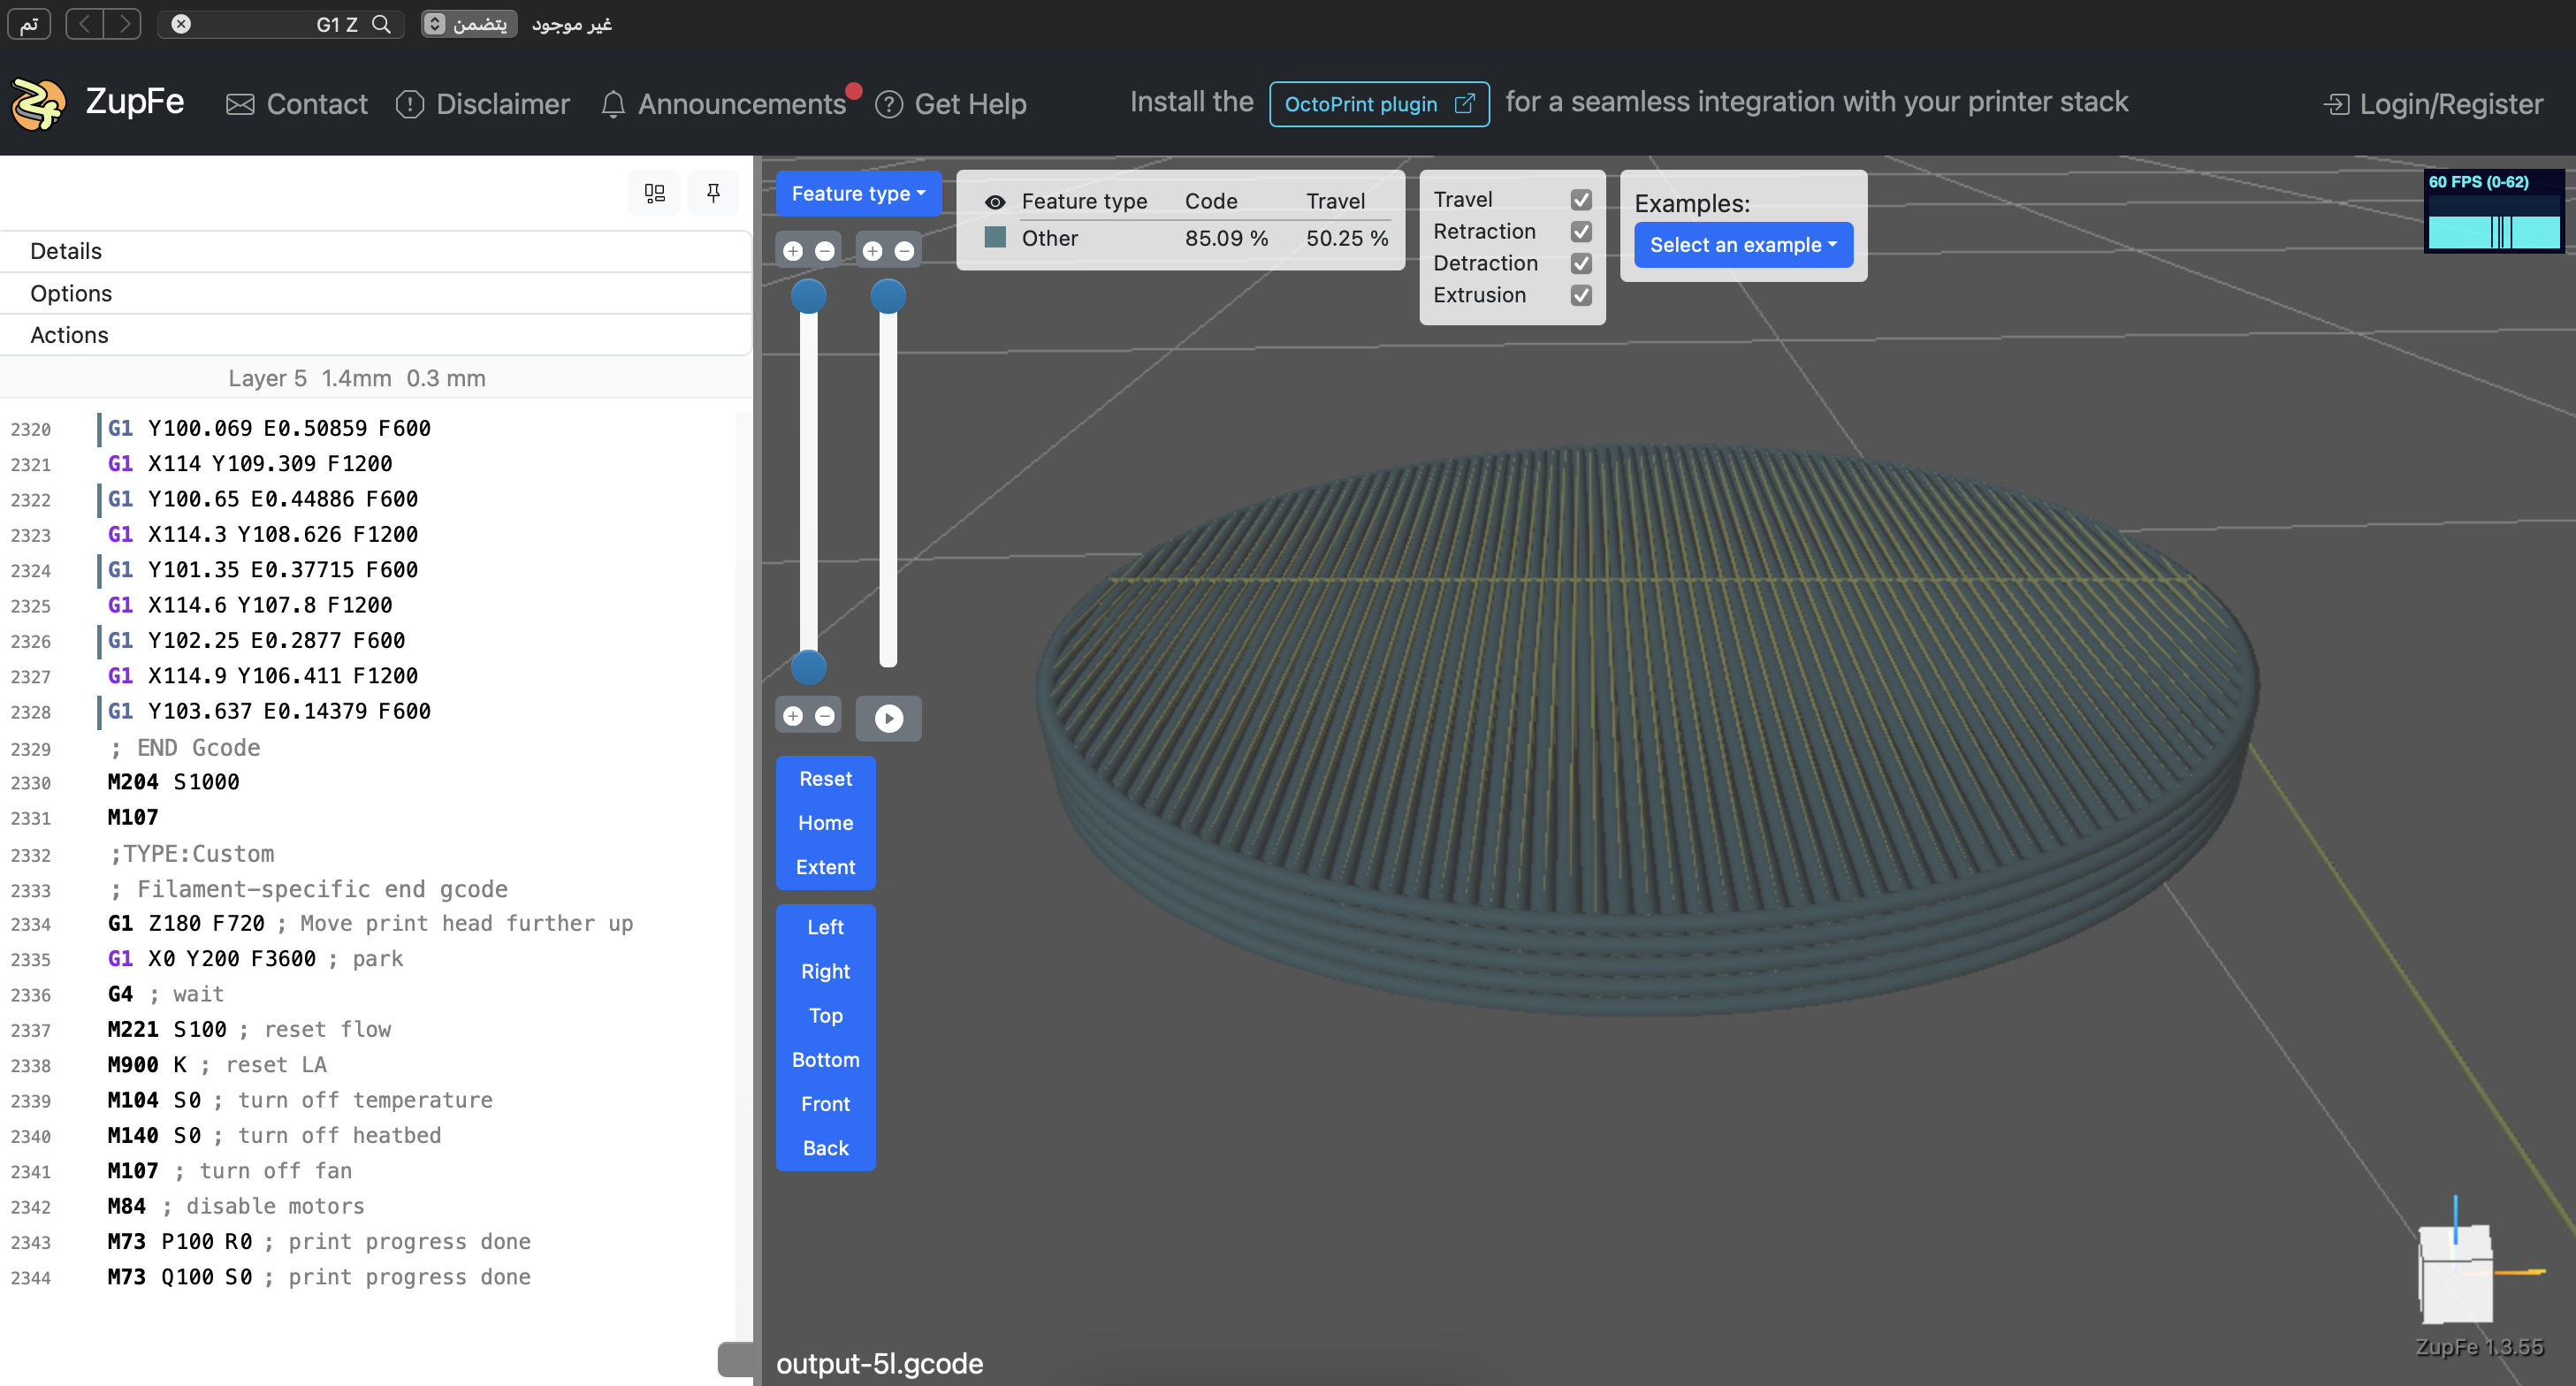 تم
G1 Z
يتضمن
غير موجود
ZupFe
Contact
Disclaimer
Announcements
Get Help
Install the OctoPrint plugin for a seamless integration with your printer stack
Login/Register
Details
Options
Actions
Layer 5 1.4mm 0.3 mm
2320 G1 Y100.069 E0.50859 F600
2321 G1 X114 Y109.309 F1200
2322 G1 Y100.65 E0.44886 F600
2323 G1 X114.3 Y108.626 F1200
2324 G1 Y101.35 E0.37715 F600
2325 G1 X114.6 Y107.8 F1200
2326 G1 Y102.25 E0.2877 F600
2327 G1 X114.9 Y106.411 F1200
2328 G1 Y103.637 E0.14379 F600
2329 ; END Gcode
2330 M204 S1000
2331 M107
2332 ;TYPE:Custom
2333 ; Filament-specific end gcode
2334 G1 Z180 F720 ; Move print head further up
2335 G1 X0 Y200 F3600 ; park
2336 G4 ; wait
2337 M221 S100 ; reset flow
2338 M900 K ; reset LA
2339 M104 S0 ; turn off temperature
2340 M140 S0 ; turn off heatbed
2341 M107 ; turn off fan
2342 M84 ; disable motors
2343 M73 P100 R0 ; print progress done
2344 M73 Q100 S0 ; print progress done
Feature type
Feature type Code Travel
Other 85.09 % 50.25 %
Travel
Retraction
Detraction
Extrusion
Examples:
Select an example
60 FPS (0-62)
Reset
Home
Extent
Left
Right
Top
Bottom
Front
Back
output-5l.gcode
ZupFe 1.3.55